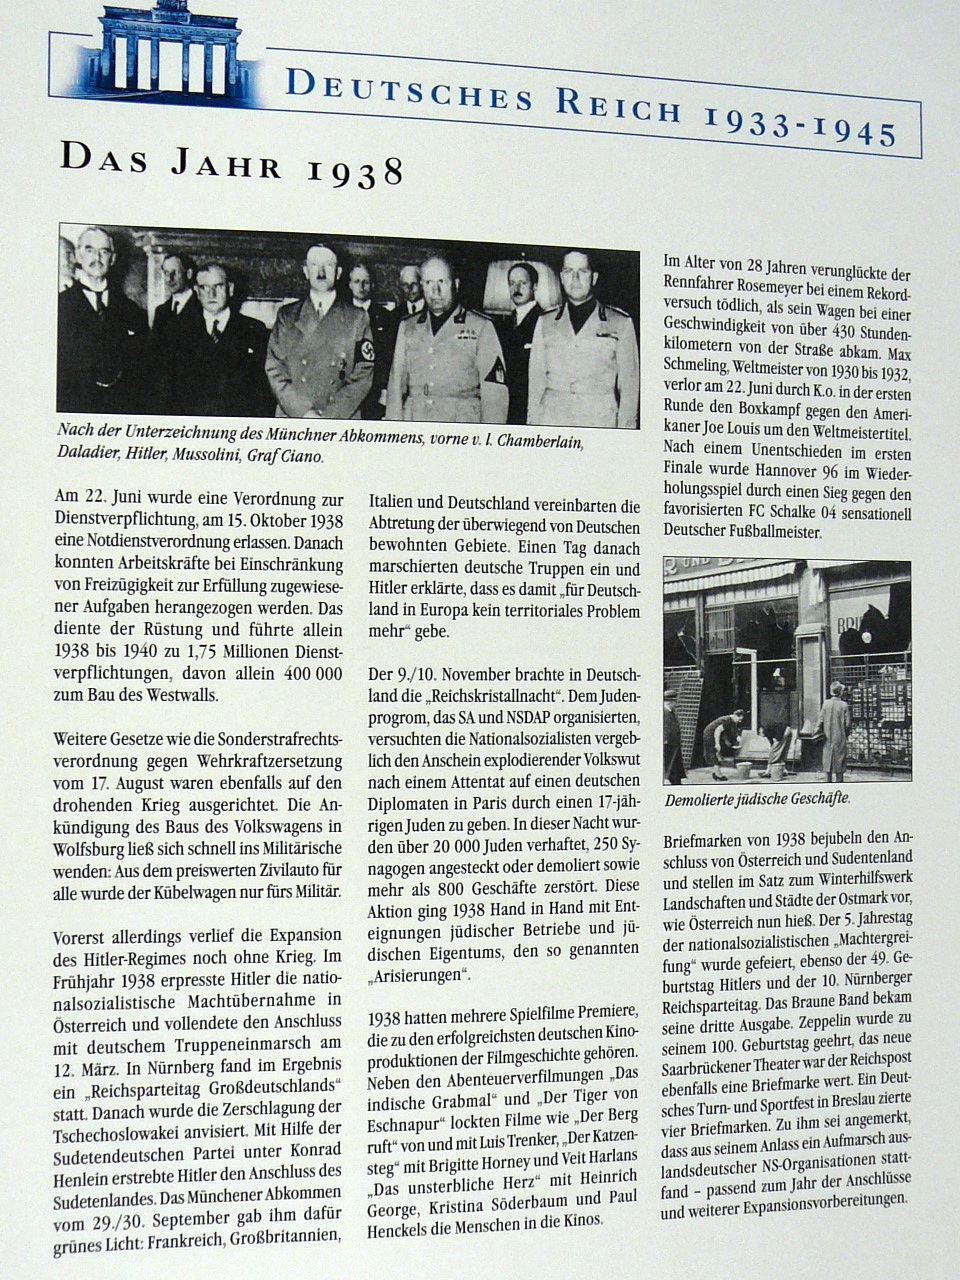 Deutsches Reich 1933-1945
Das Jahr 1938
Nach der Unterzeichnung des Münchner Abkommens, vorne v. l. Chamberlain,
Daladier, Hitler, Mussolini, Graf Ciano.
Am 22. Juni wurde eine Verordnung zur
Dienstverpflichtung, am 15. Oktober 1938
eine Notdienstverordnung erlassen. Danach
konnten Arbeitskräfte bei Einschränkung
von Freizügigkeit zur Erfüllung zugewiese-
ner Aufgaben herangezogen werden. Das
diente der Rüstung und führte allein
1938 bis 1940 zu 1,75 Millionen Dienst-
verpflichtungen, davon allein 400 000
zum Bau des Westwalls.
Weitere Gesetze wie die Sonderstrafrechts-
verordnung gegen Wehrkraftzersetzung
vom 17. August waren ebenfalls auf den
drohenden Krieg ausgerichtet. Die An-
kündigung des Baus des Volkswagens in
Wolfsburg ließ sich schnell ins Militärische
wenden: Aus dem preiswerten Zivilauto für
alle wurde der Kübelwagen nur fürs Militär.
Vorerst allerdings verlief die Expansion
des Hitler-Regimes noch ohne Krieg. Im
Frühjahr 1938 erpresste Hitler die natio-
nalsozialistische Machtübernahme in
Österreich und vollendete den Anschluss
mit deutschem Truppeneinmarsch am
12. März. In Nürnberg fand im Ergebnis
ein „Reichsparteitag Großdeutschlands“
statt. Danach wurde die Zerschlagung der
Tschechoslowakei anvisiert. Mit Hilfe der
Sudetendeutschen Partei unter Konrad
Henlein erstrebte Hitler den Anschluss des
Sudetenlandes. Das Münchener Abkommen
vom 29./30. September gab ihm dafür
grünes Licht: Frankreich, Großbritannien,
Italien und Deutschland vereinbarten die
Abtretung der überwiegend von Deutschen
bewohnten Gebiete. Einen Tag danach
marschierten deutsche Truppen ein und
Hitler erklärte, dass es damit „für Deutsch-
land in Europa kein territoriales Problem
mehr“ gebe.
Der 9./10. November brachte in Deutsch-
land die „Reichskristallnacht“. Dem Juden-
progrom, das SA und NSDAP organisierten,
versuchten die Nationalsozialisten vergeb-
lich den Anschein explodierender Volkswut
nach einem Attentat auf einen deutschen
Diplomaten in Paris durch einen 17-jäh-
rigen Juden zu geben. In dieser Nacht wur-
den über 20 000 Juden verhaftet, 250 Sy-
nagogen angesteckt oder demoliert sowie
mehr als 800 Geschäfte zerstört. Diese
Aktion ging 1938 Hand in Hand mit Ent-
eignungen jüdischer Betriebe und jü-
dischen Eigentums, den so genannten
„Arisierungen“.
1938 hatten mehrere Spielfilme Premiere,
die zu den erfolgreichsten deutschen Kino-
produktionen der Filmgeschichte gehören.
Neben den Abenteuerverfilmungen „Das
indische Grabmal“ und „Der Tiger von
Eschnapur“ lockten Filme wie „Der Berg
ruft“ von und mit Luis Trenker, „Der Katzen-
steg“ mit Brigitte Horney und Veit Harlans
„Das unsterbliche Herz“ mit Heinrich
George, Kristina Söderbaum und Paul
Henckels die Menschen in die Kinos.
Im Alter von 28 Jahren verunglückte der
Rennfahrer Rosemeyer bei einem Rekord-
versuch tödlich, als sein Wagen bei einer
Geschwindigkeit von über 430 Stunden-
kilometern von der Straße abkam. Max
Schmeling, Weltmeister von 1930 bis 1932,
verlor am 22. Juni durch K.o. in der ersten
Runde den Boxkampf gegen den Ameri-
kaner Joe Louis um den Weltmeistertitel.
Nach einem Unentschieden im ersten
Finale wurde Hannover 96 im Wieder-
holungsspiel durch einen Sieg gegen den
favorisierten FC Schalke 04 sensationell
Deutscher Fußballmeister.
UND
Demolierte jüdische Geschäfte.
Briefmarken von 1938 bejubeln den An-
schluss von Österreich und Sudentenland
und stellen im Satz zum Winterhilfswerk
Landschaften und Städte der Ostmark vor,
wie Österreich nun hieß. Der 5. Jahrestag
der nationalsozialistischen „Machtergrei-
fung“ wurde gefeiert, ebenso der 49. Ge-
burtstag Hitlers und der 10. Nürnberger
Reichsparteitag. Das Braune Band bekam
seine dritte Ausgabe. Zeppelin wurde zu
seinem 100. Geburtstag geehrt, das neue
Saarbrückener Theater war der Reichspost
ebenfalls eine Briefmarke wert. Ein Deut-
sches Turn- und Sportfest in Breslau zierte
vier Briefmarken. Zu ihm sei angemerkt,
dass aus seinem Anlass ein Aufmarsch aus-
landsdeutscher NS-Organisationen statt-
fand – passend zum Jahr der Anschlüsse
und weiterer Expansionsvorbereitungen.